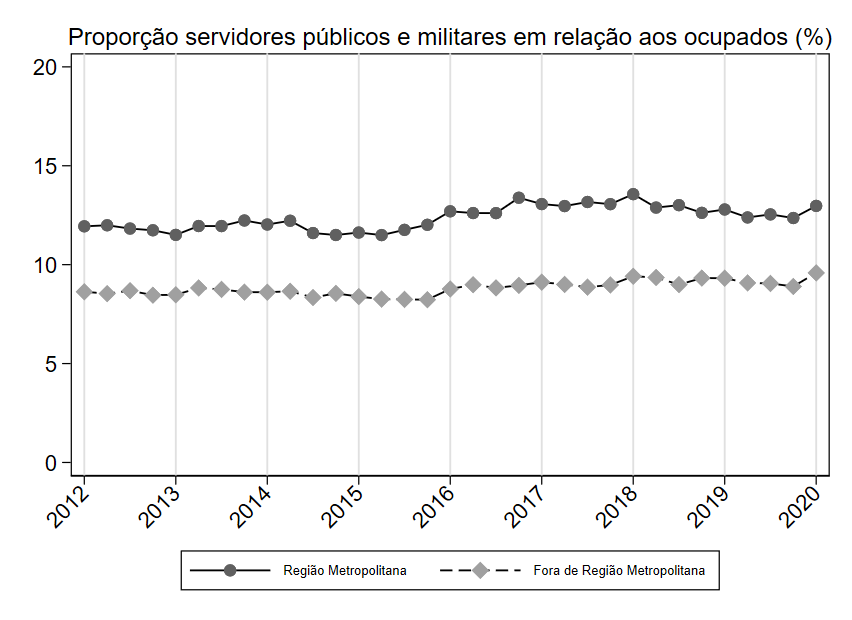 Proporção servidores públicos e militares em relação aos ocupados (%)
20
15
10
5
0
2012 2013 2014 2015 2016 2017 2018 2019 2020
Região Metropolitana Fora de Região Metropolitana